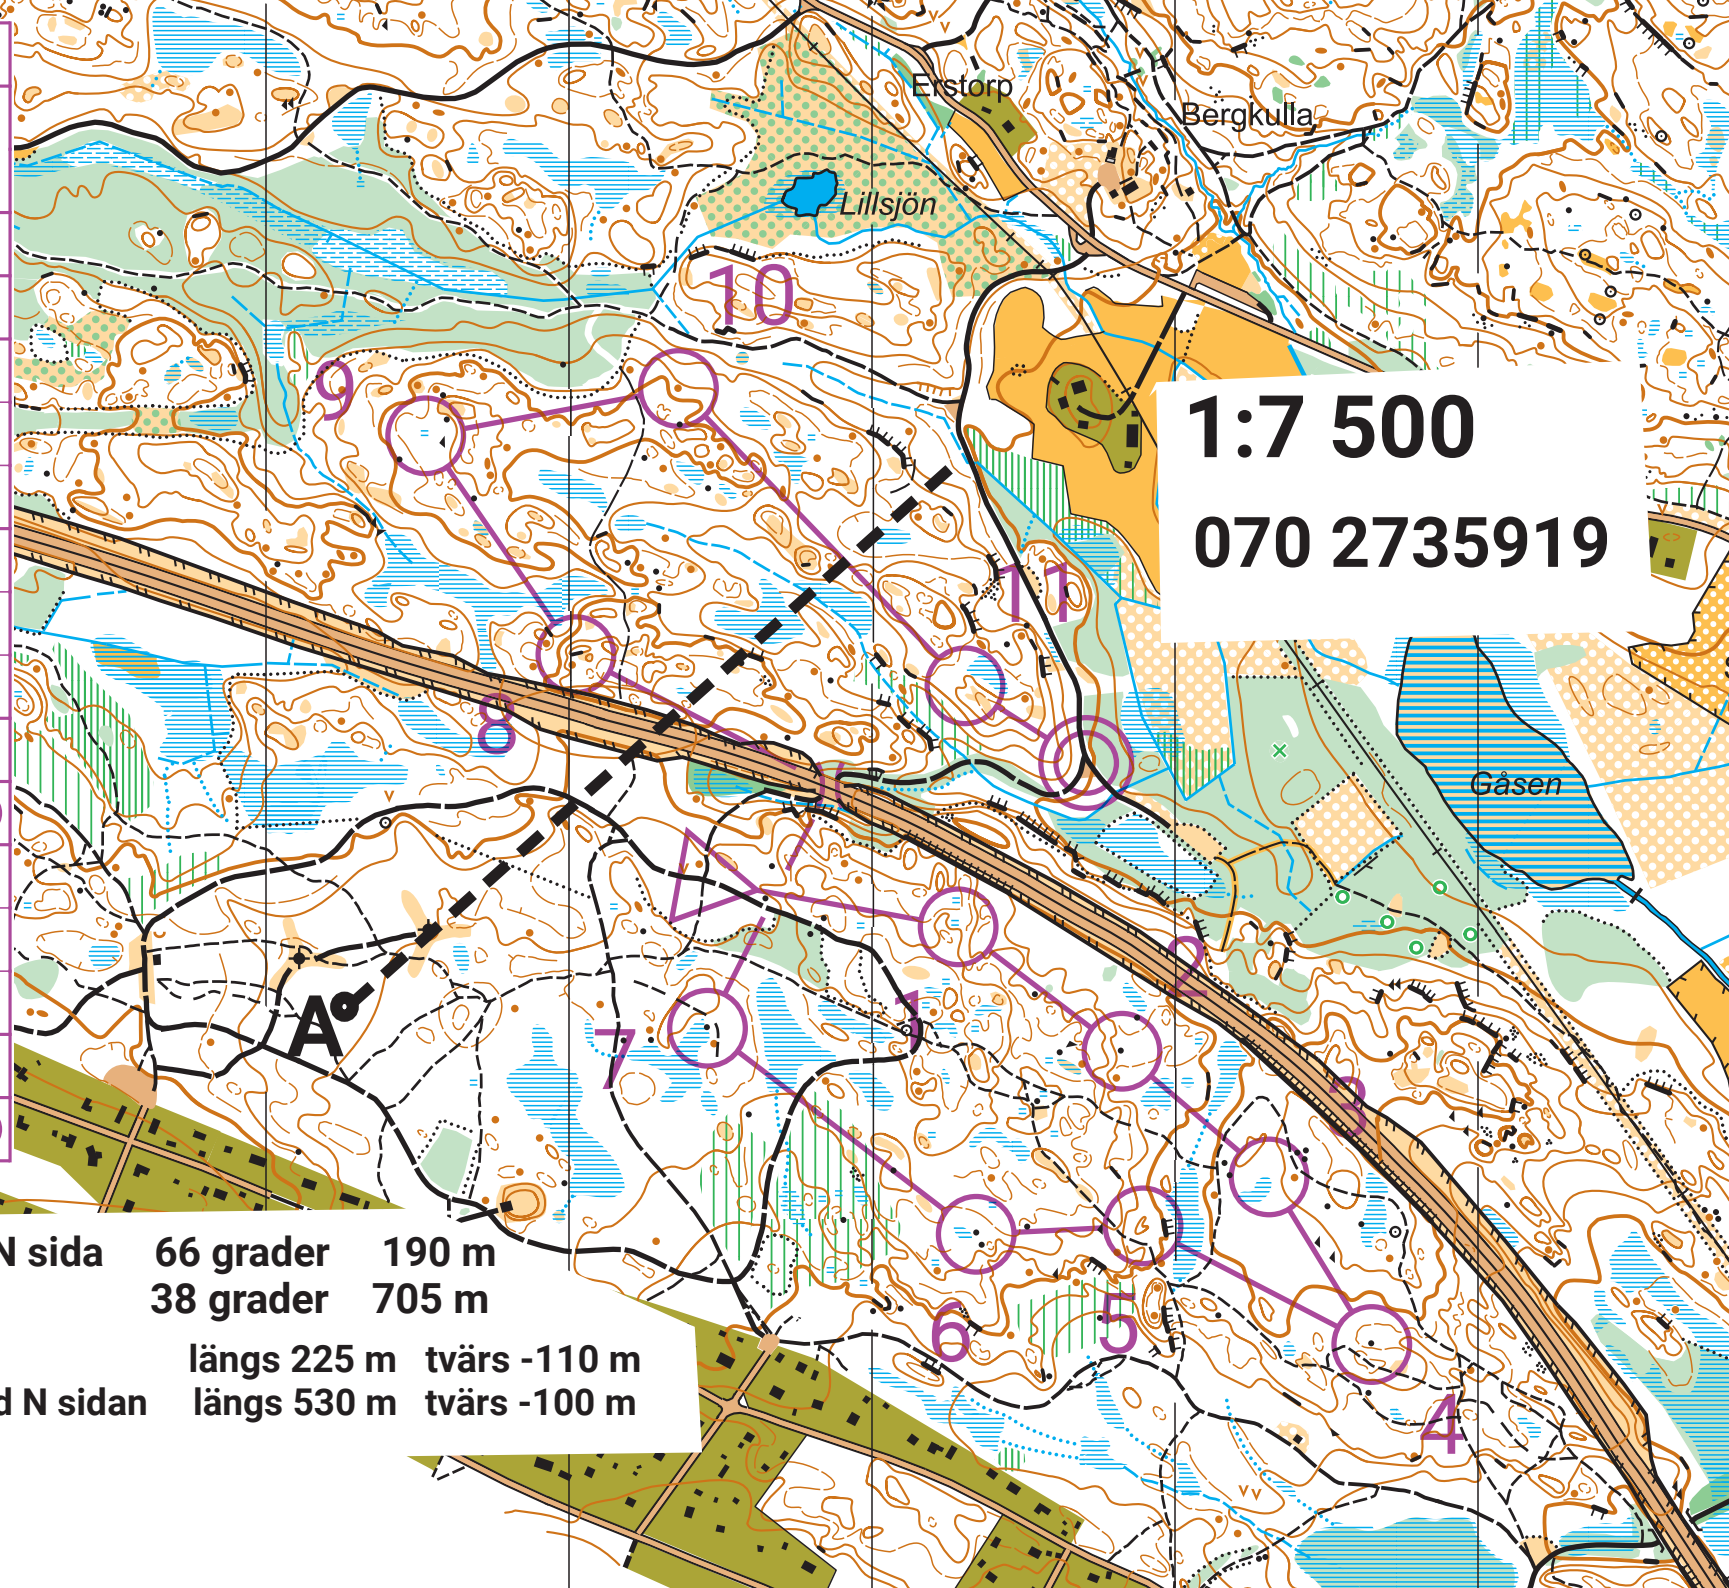 Erstorp
Bergkulla
Lillsjön
10
9
1:7 500
070 2735919
11
8
Gåsen
2
A
7
1
3
N sida 66 grader 190 m
38 grader 705 m
6
5
längs 225 m tvärs -110 m
d N sidan längs 530 m tvärs -100 m
4